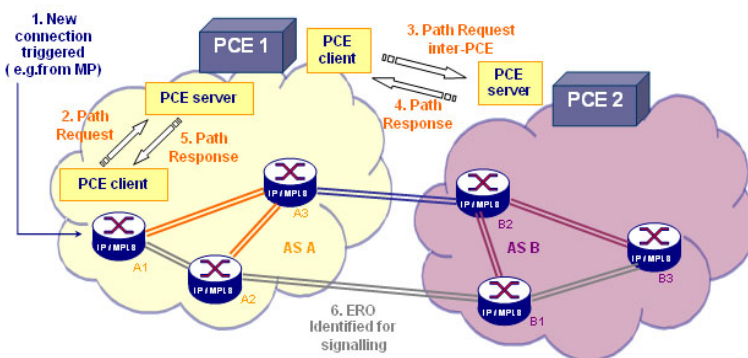 1. New
connection
triggered
( e.g.from MP)
PCE 1
PCE
client
3. Path Request
inter-PCE
PCE
server
4. Path
Response
PCE 2
PCE server
2. Path
Request
5. Path
Response
PCE client
IP / MPLS
A1
IP / MPLS
A2
IP / MPLS
A3
AS A
IP / MPLS
B2
AS B
IP / MPLS
B3
IP / MPLS
B1
6. ERO
Identified for
signalling